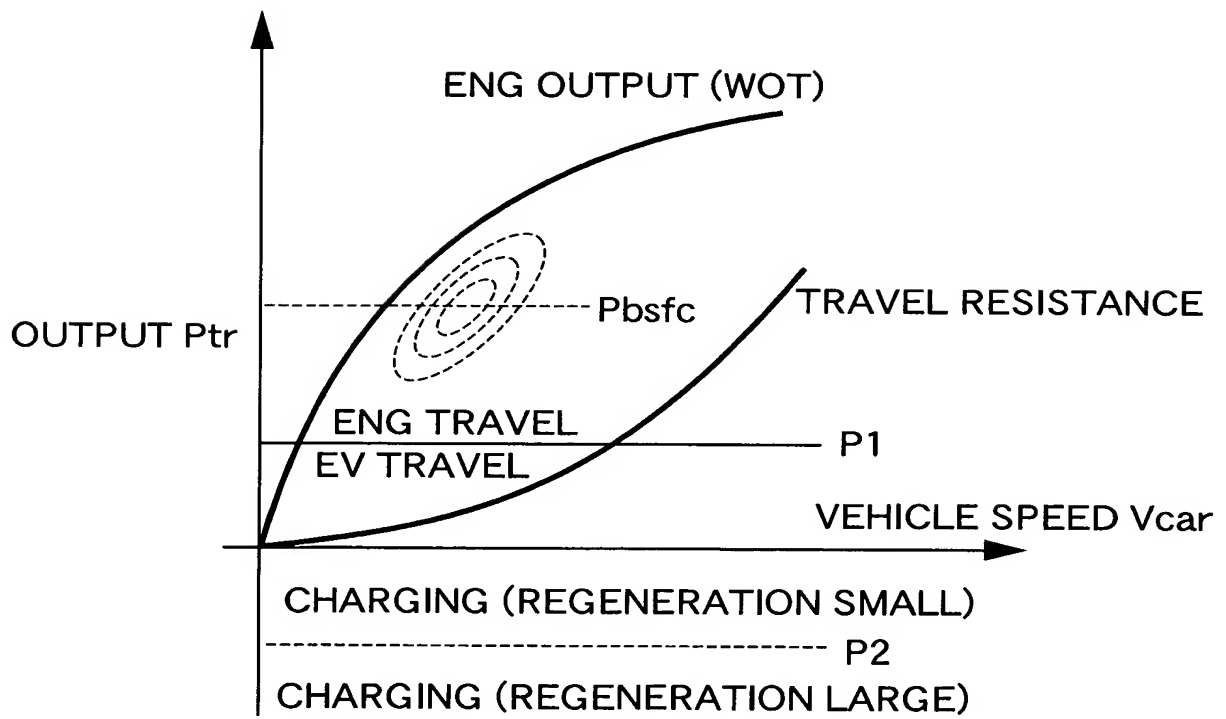 ENG OUTPUT (WOT)
Pbsfc
TRAVEL RESISTANCE
OUTPUT Ptr
ENG TRAVEL
P1
EV TRAVEL
VEHICLE SPEED Vcar
CHARGING (REGENERATION SMALL)
P2
CHARGING (REGENERATION LARGE)